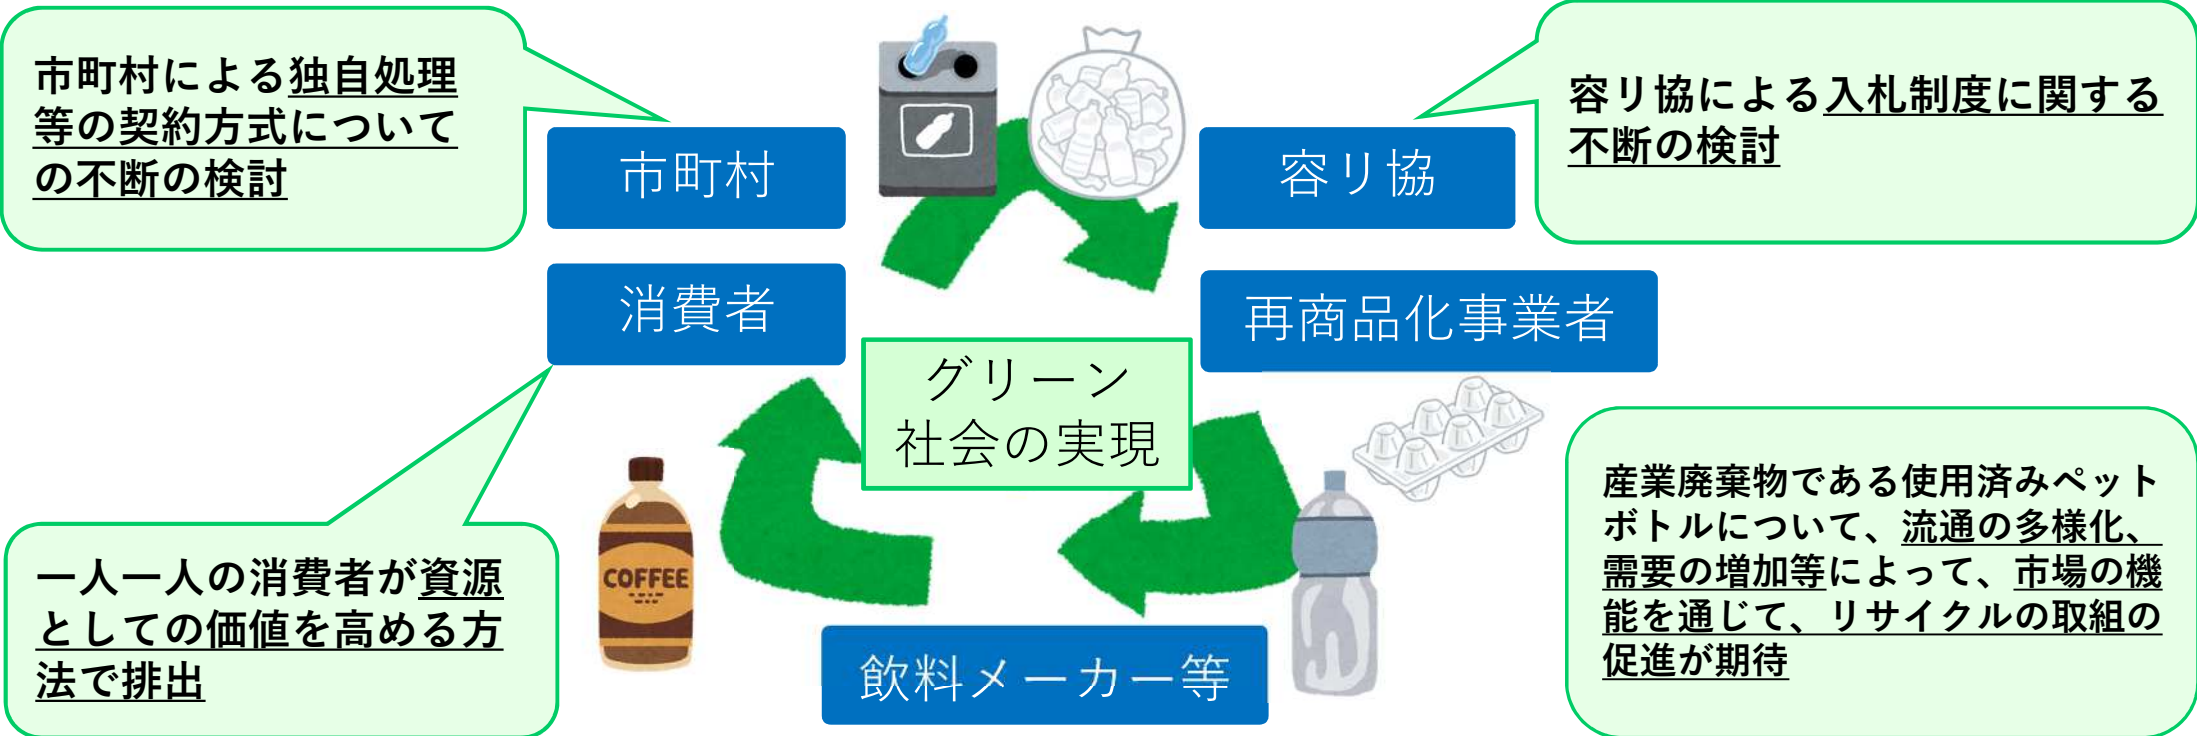 市町村による独自処理
等の契約方式について
の不断の検討
市町村
容リ協
容リ協による入札制度に関する
不断の検討
消費者
再商品化事業者
グリーン
社会の実現
一人一人の消費者が資源
としての価値を高める方
法で排出
COFFEE
飲料メーカー等
産業廃棄物である使用済みペット
ボトルについて、流通の多様化、
需要の増加等によって、市場の機
能を通じて、リサイクルの取組の
促進が期待